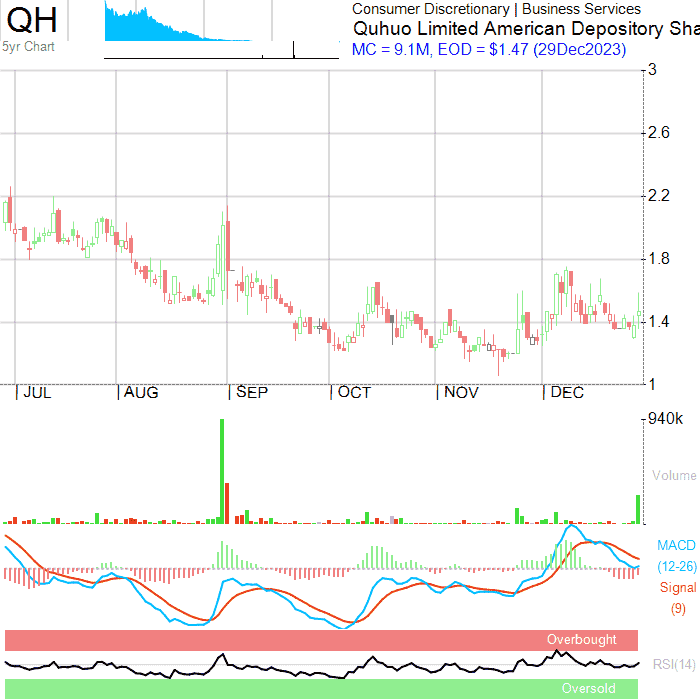 QH
5yr Chart
Consumer Discretionary | Business Services
Quhuo Limited American Depository Sha
MC = 9.1M, EOD = $1.47 (29Dec2023)
3
2.6
2.2
1.8
1.4
1
JUL
AUG
SEP
OCT
NOV
DEC
940k
Volume
MACD
(12-26)
Signal
(9)
Overbought
RSI(14)
Oversold